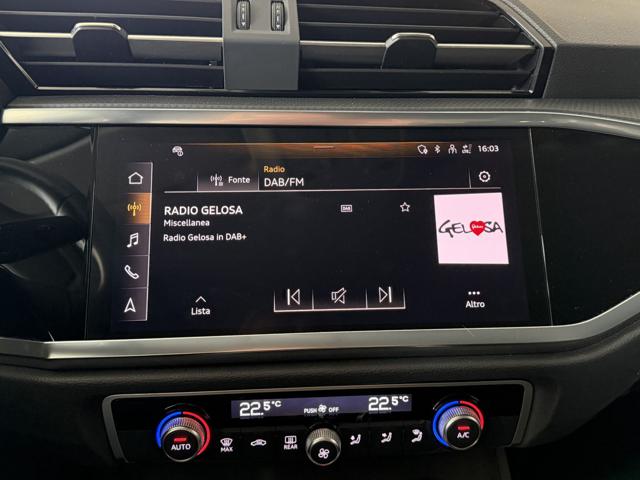 16:03
Fonte
Radio
DAB/FM
RADIO GELOSA
DAB
Miscellanea
Radio Gelosa in DAB+
GELOSA
Lista
Altro
22.5°C
PUSH OFF
22.5°C
AUTO
MAX
REAR
A/C